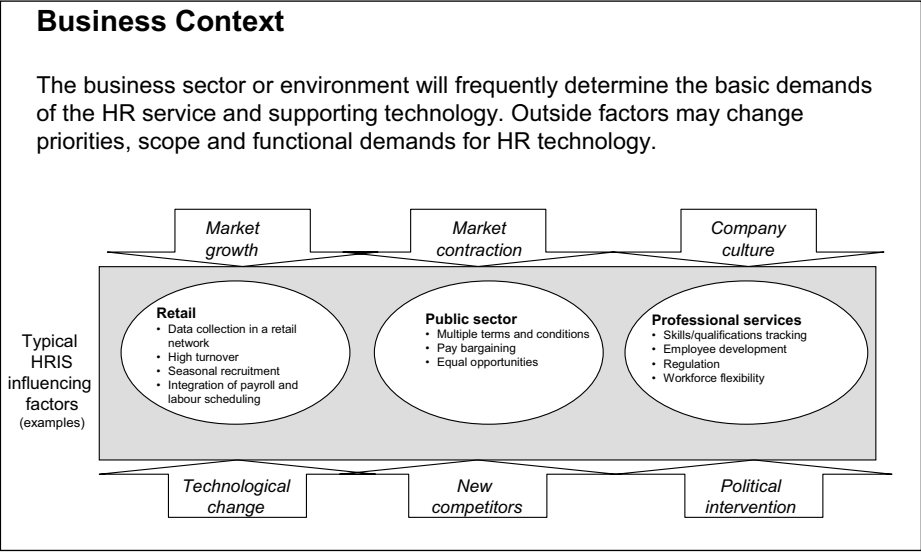 Business Context
The business sector or environment will frequently determine the basic demands
of the HR service and supporting technology. Outside factors may change
priorities, scope and functional demands for HR technology.
Market
growth
Market
contraction
Company
culture
Typical
HRIS
influencing
factors
(examples)
Retail
• Data collection in a retail
network
• High turnover
• Seasonal recruitment
• Integration of payroll and
labour scheduling
Public sector
• Multiple terms and conditions
• Pay bargaining
• Equal opportunities
Professional services
• Skills/qualifications tracking
• Employee development
• Regulation
• Workforce flexibility
Technological
change
New
competitors
Political
intervention